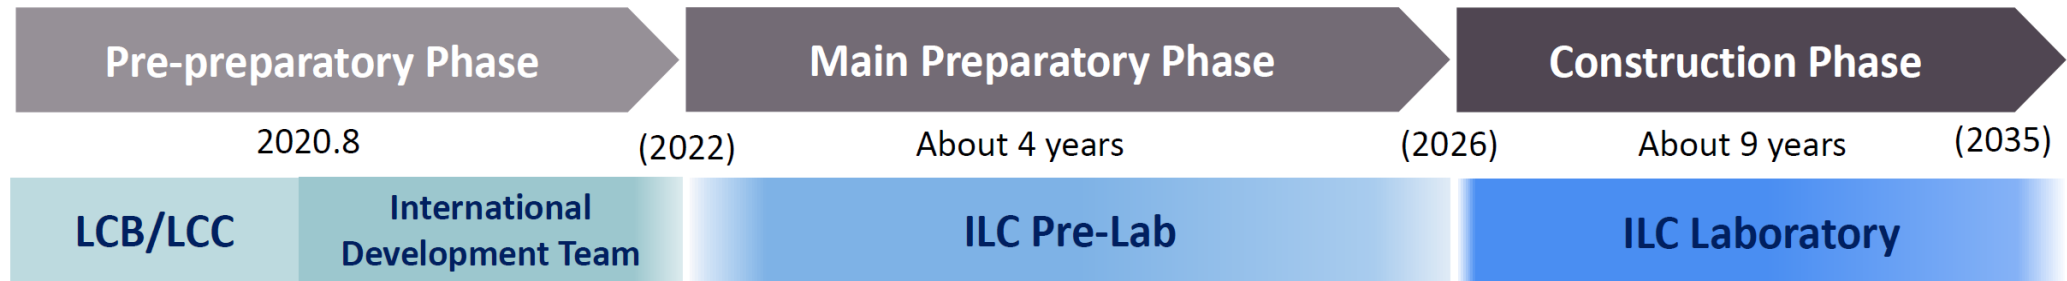 Pre-preparatory Phase
Main Preparatory Phase
Construction Phase
2020.8
(2022)
About 4 years
(2026)
About 9 years
(2035)
LCB/LCC
International
Development Team
ILC Pre-Lab
ILC Laboratory